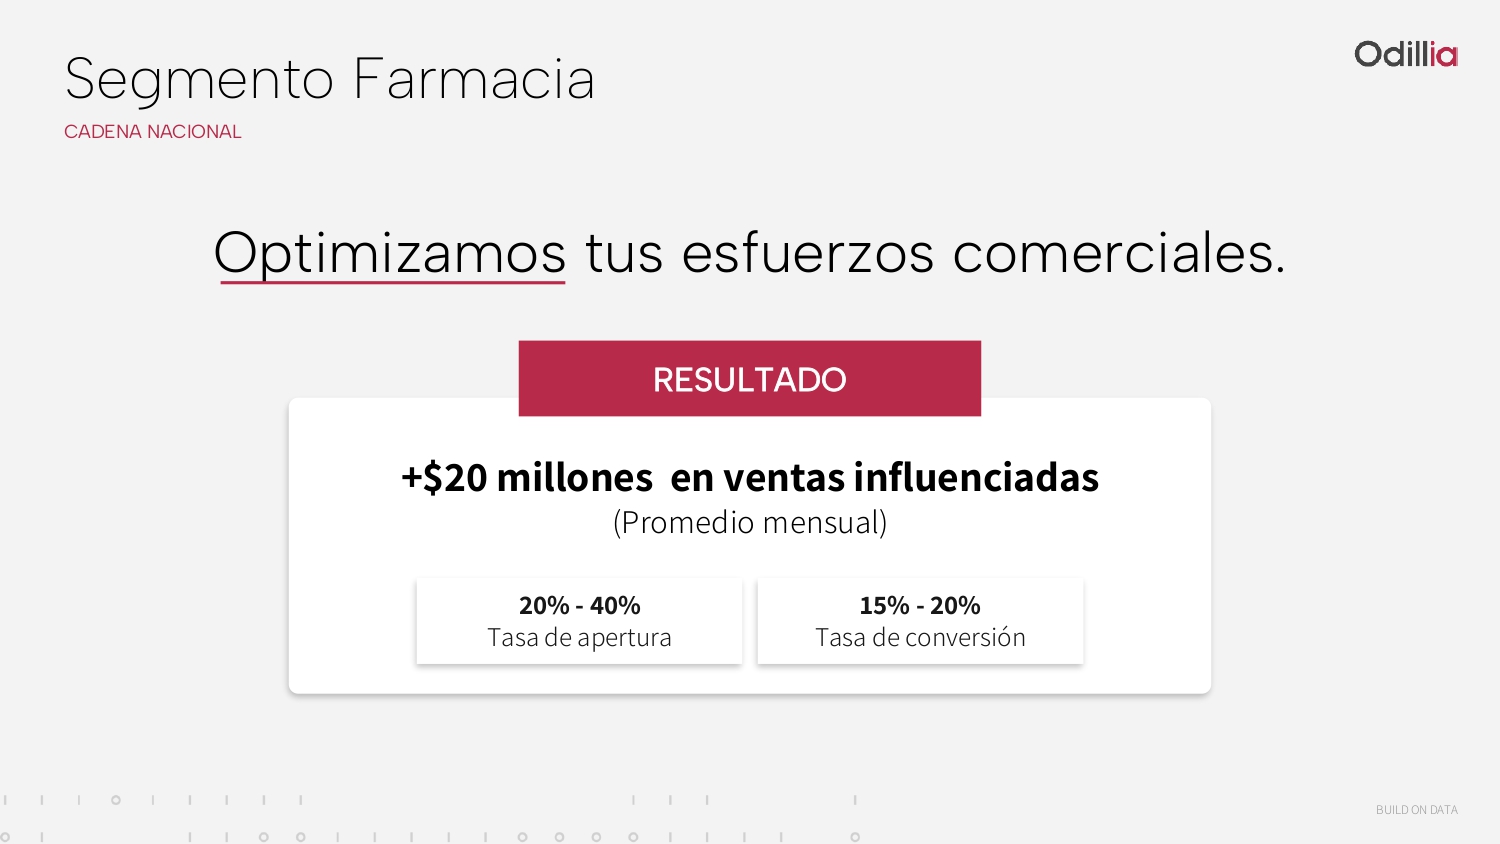 Segmento Farmacia
Odillia
CADENA NACIONAL
Optimizamos tus esfuerzos comerciales.
RESULTADO
+$20 millones  en ventas influenciadas
(Promedio mensual)
20% - 40%
Tasa de apertura
15% - 20%
Tasa de conversión
BUILD ON DATA